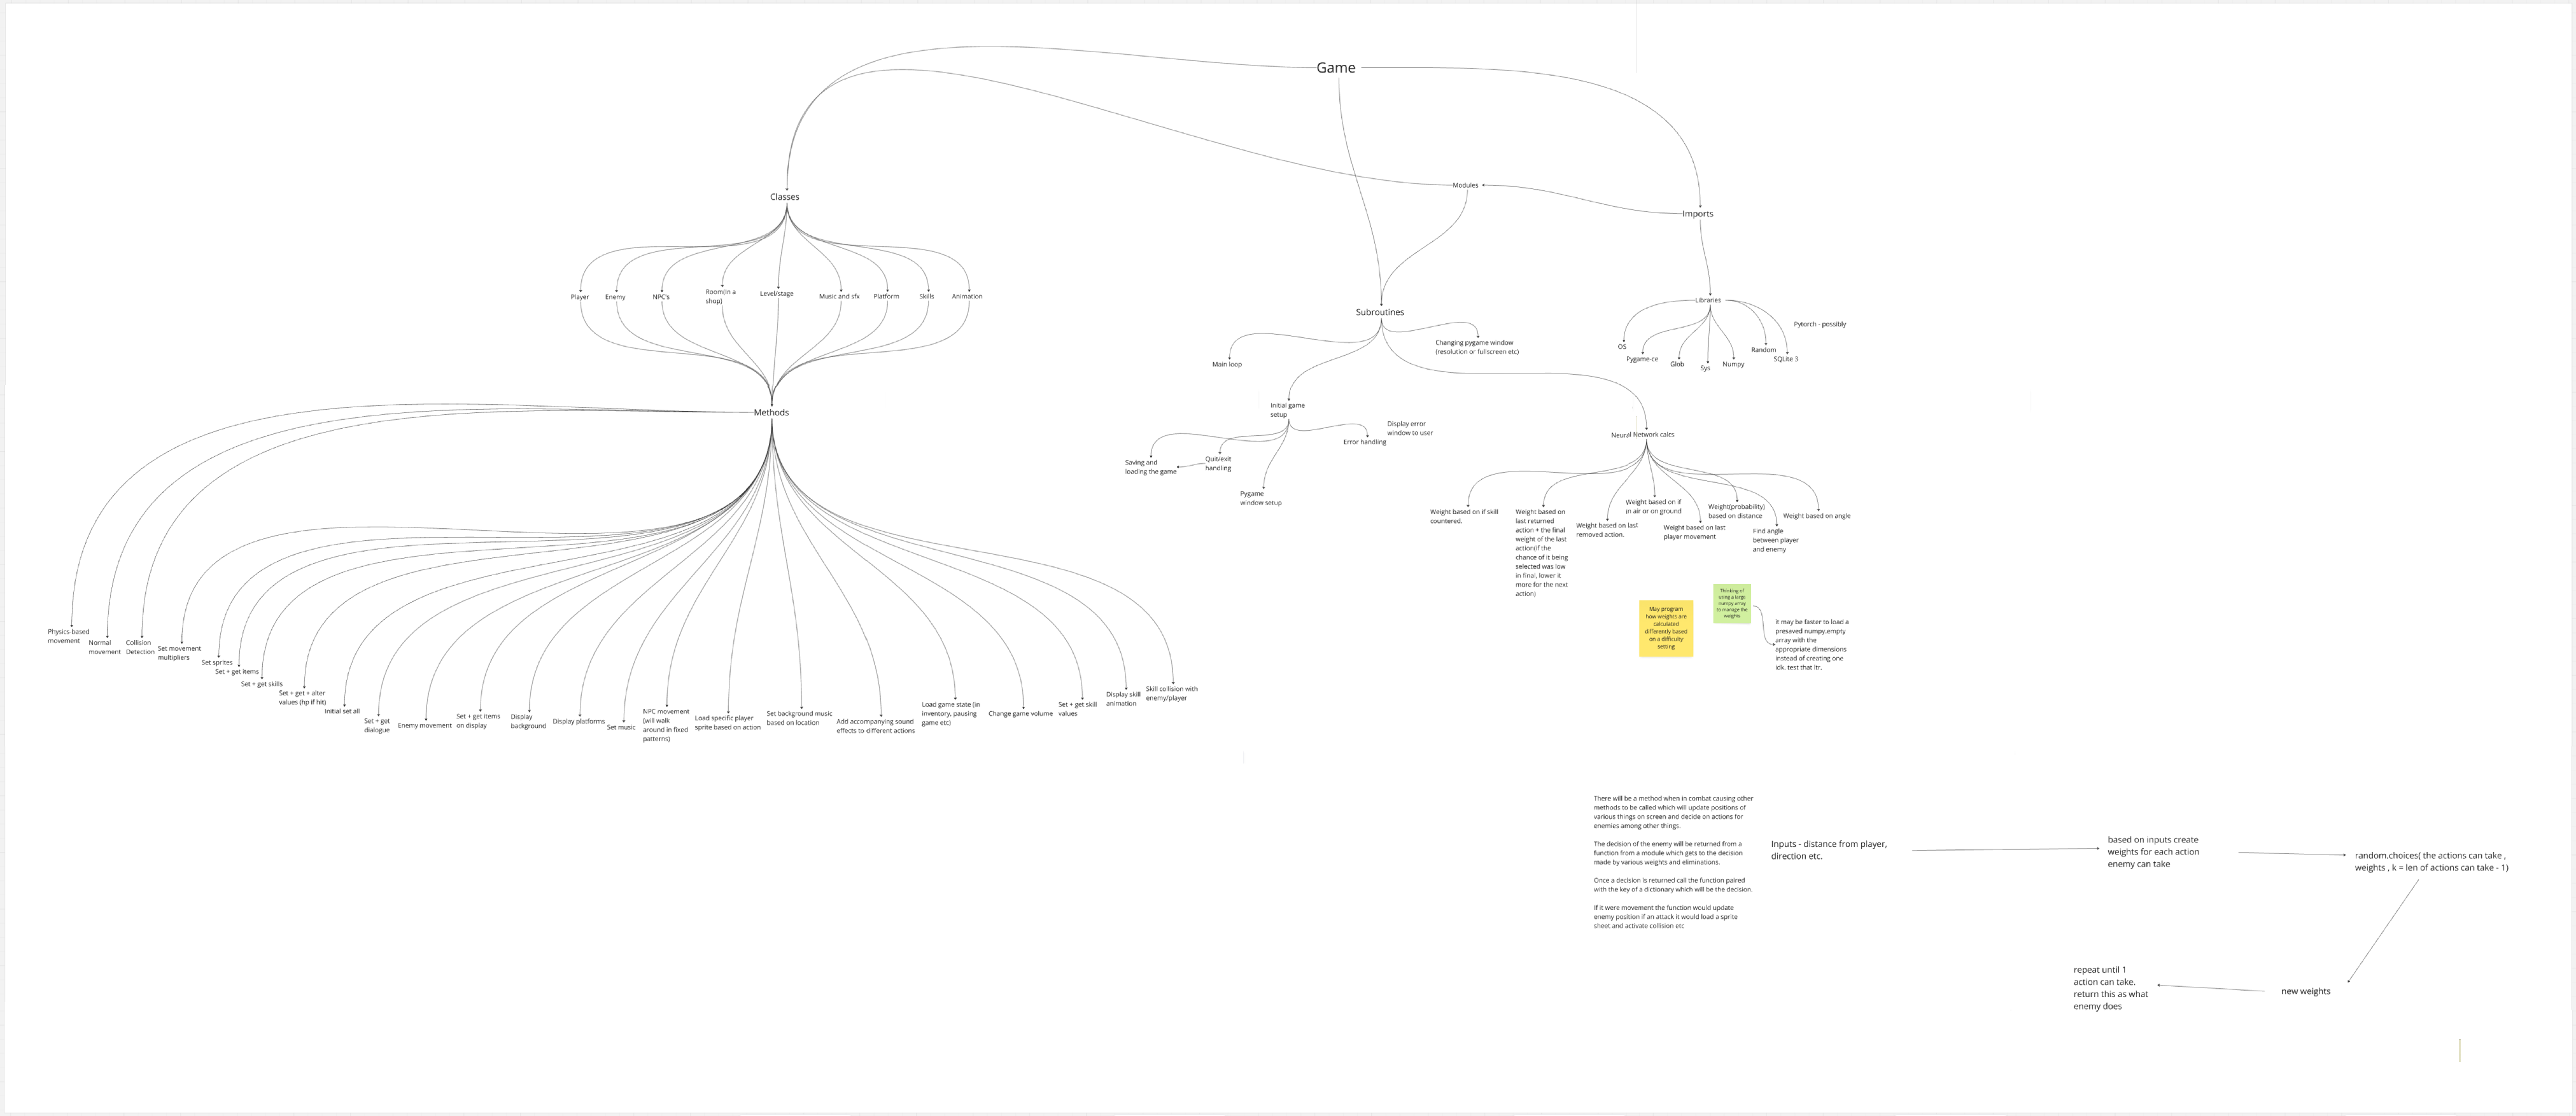 Game
Classes
Modules
Imports
Player
Enemy
NPC's
Room(In a
shop)
Level/stage
Music and sfx
Platform
Skills
Animation
Libraries
Subroutines
Pytorch - possibly
OS
Pygame-ce
Glob
Sys
Numpy
Random
SQLite 3
Changing pygame window
(resolution or fullscreen etc)
Main loop
Methods
Initial game
setup
Display error
window to user
Error handling
Neural Network calcs
Saving and
loading the game
Quit/exit
handling
Pygame
window setup
Weight based on if skill
countered.
Weight based on
last returned
action + the final
weight of the last
action(if the
chance of it being
selected was low
in final, lower it
more for the next
action)
Weight based on last
removed action.
Weight based on if
in air or on ground
Weight based on last
player movement
Weight(probability)
based on distance
Find angle
between player
and enemy
Weight based on angle
May program
how weights are
calculated
differently based
on a difficulty
setting
Thinking of
using a large
numpy array
to manage the
weights
it may be faster to load a
presaved numpy.empty
array with the
appropriate dimensions
instead of creating one
idk. test that ltr.
Physics-based
movement
Normal
movement
Collision
Detection
Set movement
multipliers
Set sprites
Set + get items
Set + get skills
Set + get + alter
values (hp if hit)
Initial set all
Set + get
dialogue
Enemy movement
Set + get items
on display
Display
background
Display platforms
Set music
NPC movement
(will walk
around in fixed
patterns)
Load specific player
sprite based on action
Set background music
based on location
Add accompanying sound
effects to different actions
Load game state (in
inventory, pausing
game etc)
Change game volume
Set + get skill
values
Display skill
animation
Skill collision with
enemy/player
There will be a method when in combat causing other
methods to be called which will update positions of
various things on screen and decide on actions for
enemies among other things.
The decision of the enemy will be returned from a
function from a module which gets to the decision
made by various weights and eliminations.
Once a decision is returned call the function paired
with the key of a dictionary which will be the decision.
If it were movement the function would update
enemy position if an attack it would load a sprite
sheet and activate collision etc
Inputs - distance from player,
direction etc.
based on inputs create
weights for each action
enemy can take
random.choices( the actions can take ,
weights , k = len of actions can take - 1)
new weights
repeat until 1
action can take.
return this as what
enemy does